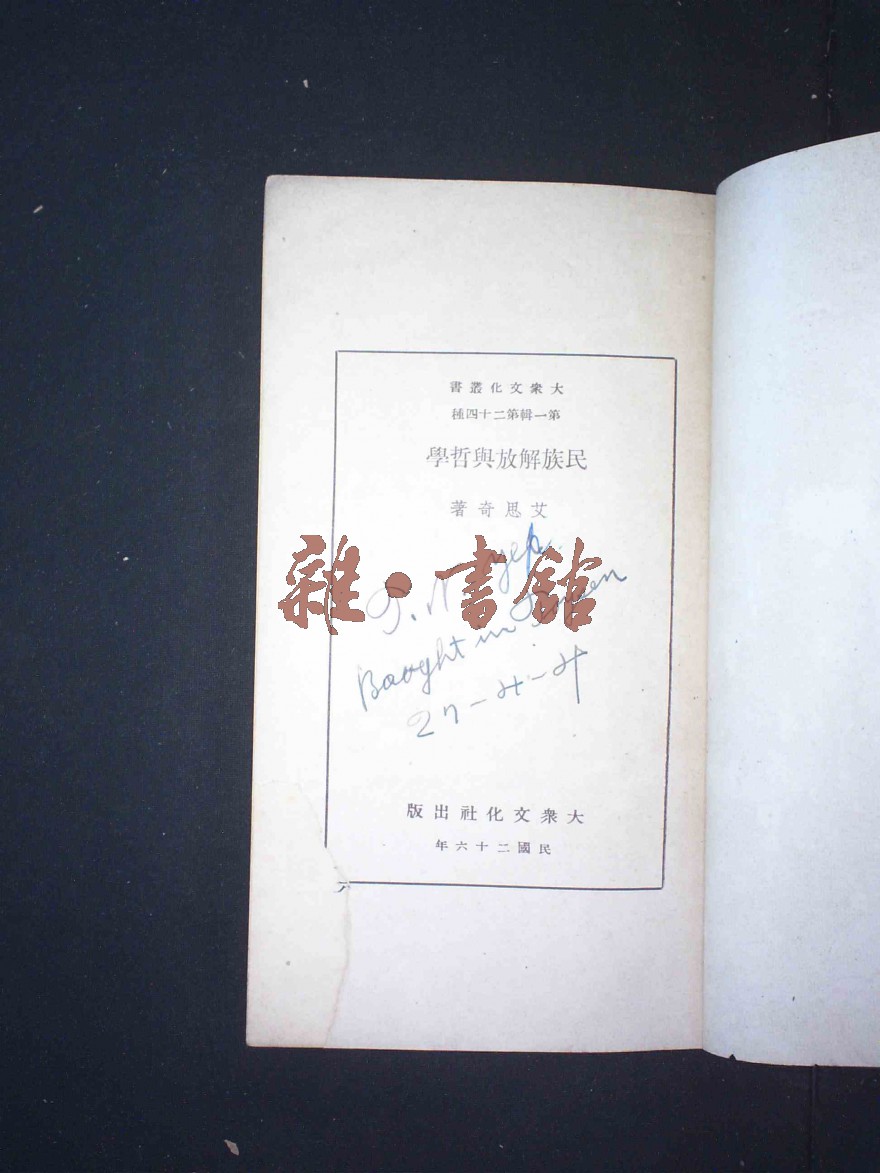 大衆文化叢書
第一輯第二十四種
民族解放與哲學
艾思奇著
雜·書館
Bought in
27-4-4
大衆文化社出版
民國二十六年